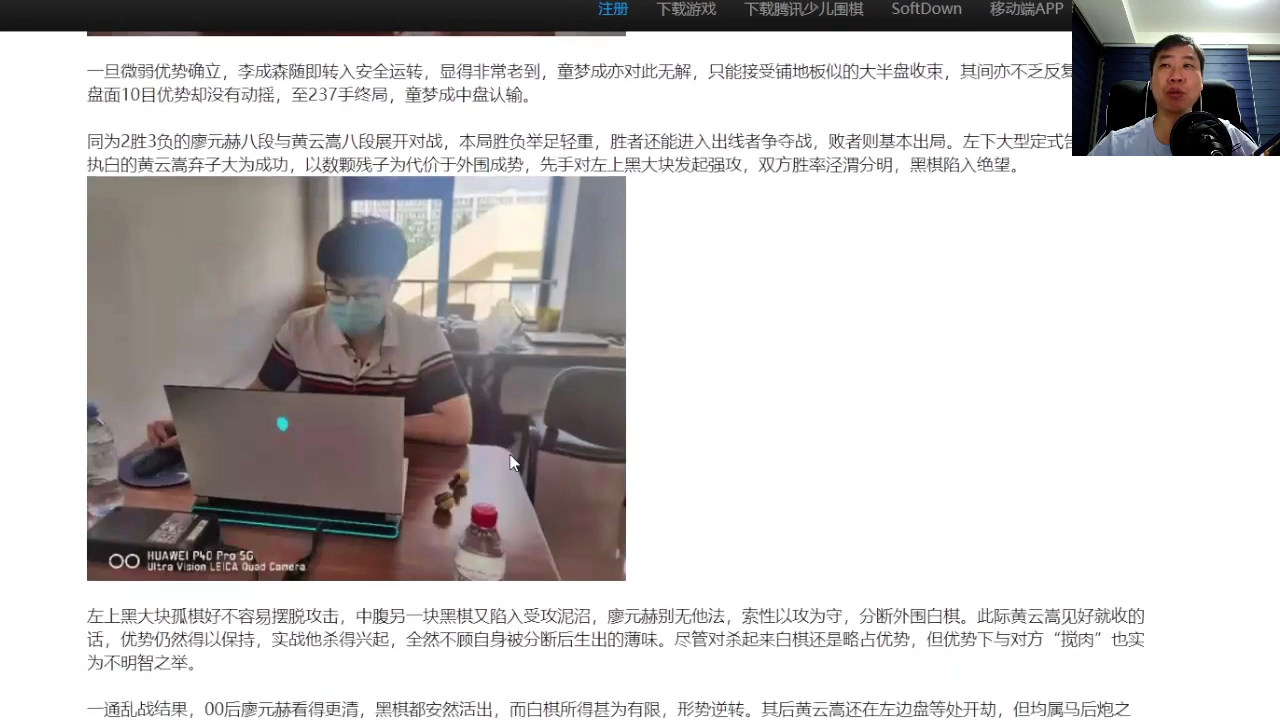 注册 下载游戏 下载腾讯少儿围棋 SoftDown 移动端APP
一旦微弱优势确立，李成森随即转入安全运转，显得非常老到，童梦成亦对此无解，只能接受铺地板似的大半盘收束，其间亦不乏反复
盘面10目优势却没有动摇，至237手终局，童梦成中盘认输。
同为2胜3负的廖元赫八段与黄云嵩八段展开对战，本局胜负举足轻重，胜者还能进入出线者争夺战，败者则基本出局。左下大型定式告
执白的黄云嵩弃子大为成功，以数颗残子为代价于外围成势，先手对左上黑大块发起强攻，双方胜率泾渭分明，黑棋陷入绝望。
HUAWEI P40 Pro 5G
Ultra Vision LEICA Quad Camera
左上黑大块孤棋好不容易摆脱攻击，中腹另一块黑棋又陷入受攻泥沼，廖元赫别无他法，索性以攻为守，分断外围白棋。此际黄云嵩见好就收的
话，优势仍然得以保持，实战他杀得兴起，全然不顾自身被分断后生出的薄味。尽管对杀起来白棋还是略占优势，但优势下与对方“搅肉”也实
为不明智之举。
一通乱战结果，00后廖元赫看得更清，黑棋都安然活出，而白棋所得甚为有限，形势逆转。其后黄云嵩还在左边盘等处开劫，但均属马后炮之